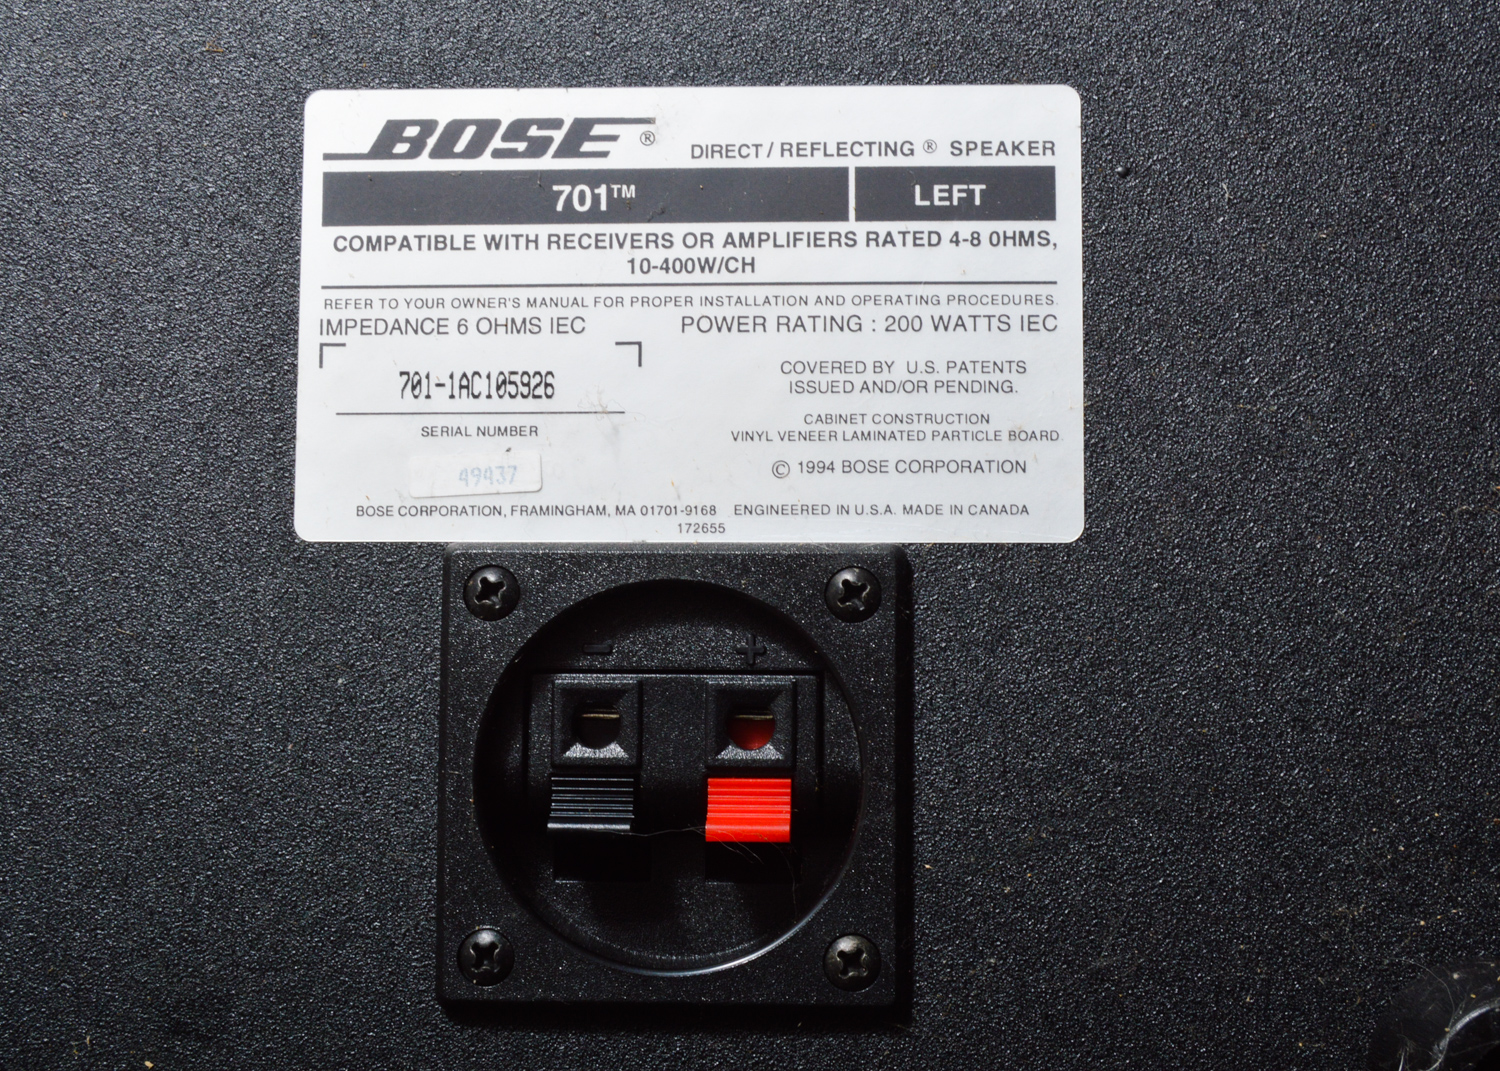 BOSE®
DIRECT/REFLECTING® SPEAKER
701™ LEFT
COMPATIBLE WITH RECEIVERS OR AMPLIFIERS RATED 4-8 0HMS,
10-400W/CH
REFER TO YOUR OWNER'S MANUAL FOR PROPER INSTALLATION AND OPERATING PROCEDURES.
IMPEDANCE 6 OHMS IEC
POWER RATING : 200 WATTS IEC
701-1AC105926
SERIAL NUMBER
49437
COVERED BY U.S. PATENTS
ISSUED AND/OR PENDING.
CABINET CONSTRUCTION
VINYL VENEER LAMINATED PARTICLE BOARD
© 1994 BOSE CORPORATION
BOSE CORPORATION, FRAMINGHAM, MA 01701-9168 ENGINEERED IN U.S.A. MADE IN CANADA
172655
- +